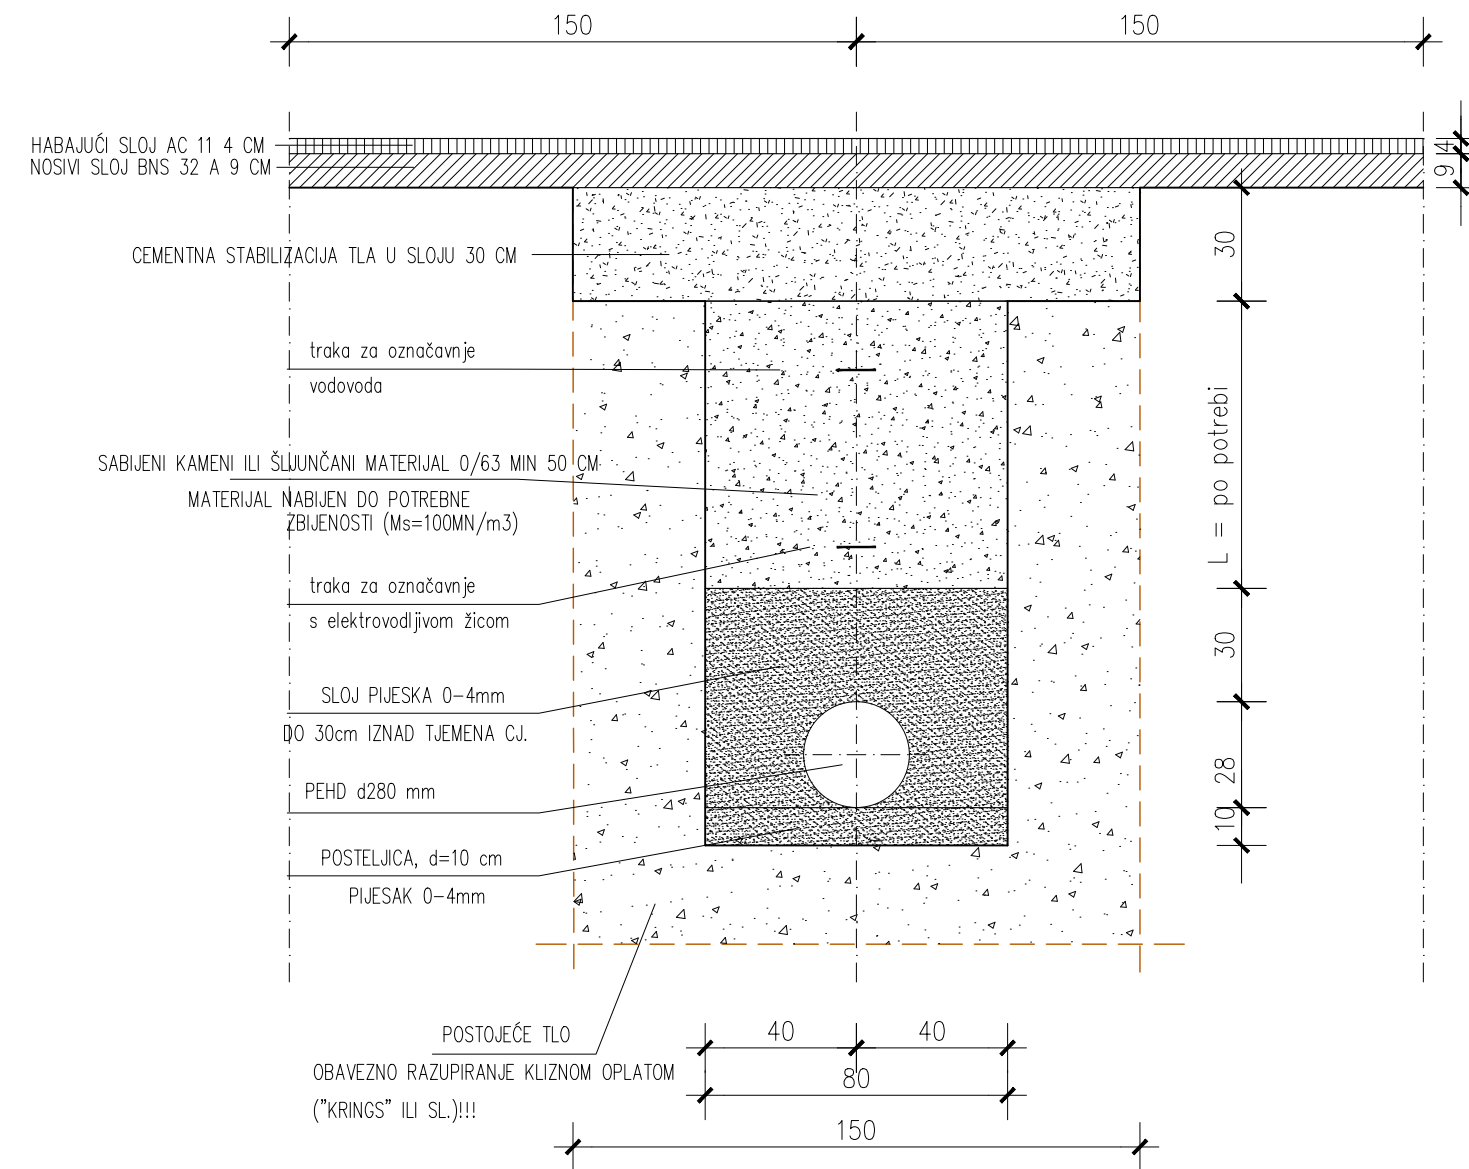 150
150
HABAJUĆI SLOJ AC 11 4 CM
NOSIVI SLOJ BNS 32 A 9 CM
4
9
CEMENTNA STABILIZACIJA TLA U SLOJU 30 CM
30
traka za označavnje
vodovoda
L = po potrebi
SABIJENI KAMENI ILI ŠLJUNČANI MATERIJAL 0/63 MIN 50 CM
MATERIJAL NABIJEN DO POTREBNE
ZBIJENOSTI (Ms=100MN/m3)
traka za označavnje
s elektrovodljivom žicom
30
SLOJ PIJESKA 0-4mm
DO 30cm IZNAD TJEMENA CJ.
28
PEHD d280 mm
10
POSTELJICA, d=10 cm
PIJESAK 0-4mm
POSTOJEĆE TLO
OBAVEZNO RAZUPIRANJE KLIZNOM OPLATOM
("KRINGS" ILI SL.)!!!
40
40
80
150